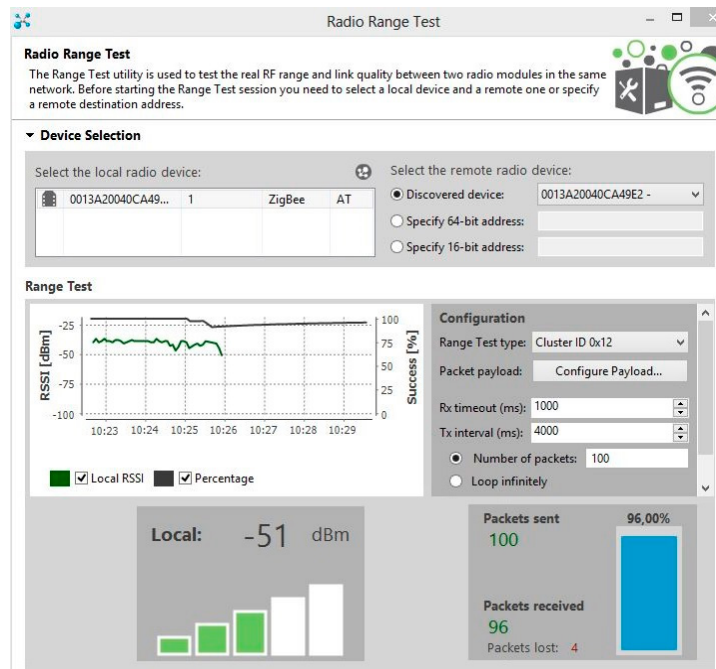 Radio Range Test
Radio Range Test
The Range Test utility is used to test the real RF range and link quality between two radio modules in the same
network. Before starting the Range Test session you need to select a local device and a remote one or specify
a remote destination address.
Device Selection
Select the local radio device:
0013A20040CA49... 1 ZigBee AT
Select the remote radio device:
Discovered device: 0013A20040CA49E2 -
Specify 64-bit address:
Specify 16-bit address:
Range Test
RSSI [dBm]
-25
-50
-75
-100
10:23 10:24 10:25 10:26 10:27 10:28 10:29
100
75
50
25
0
Success [%]
Local RSSI Percentage
Configuration
Range Test type: Cluster ID 0x12
Packet payload: Configure Payload...
Rx timeout (ms): 1000
Tx interval (ms): 4000
Number of packets: 100
Loop infinitely
Local: -51 dBm
Packets sent 96,00%
100
Packets received
96
Packets lost: 4